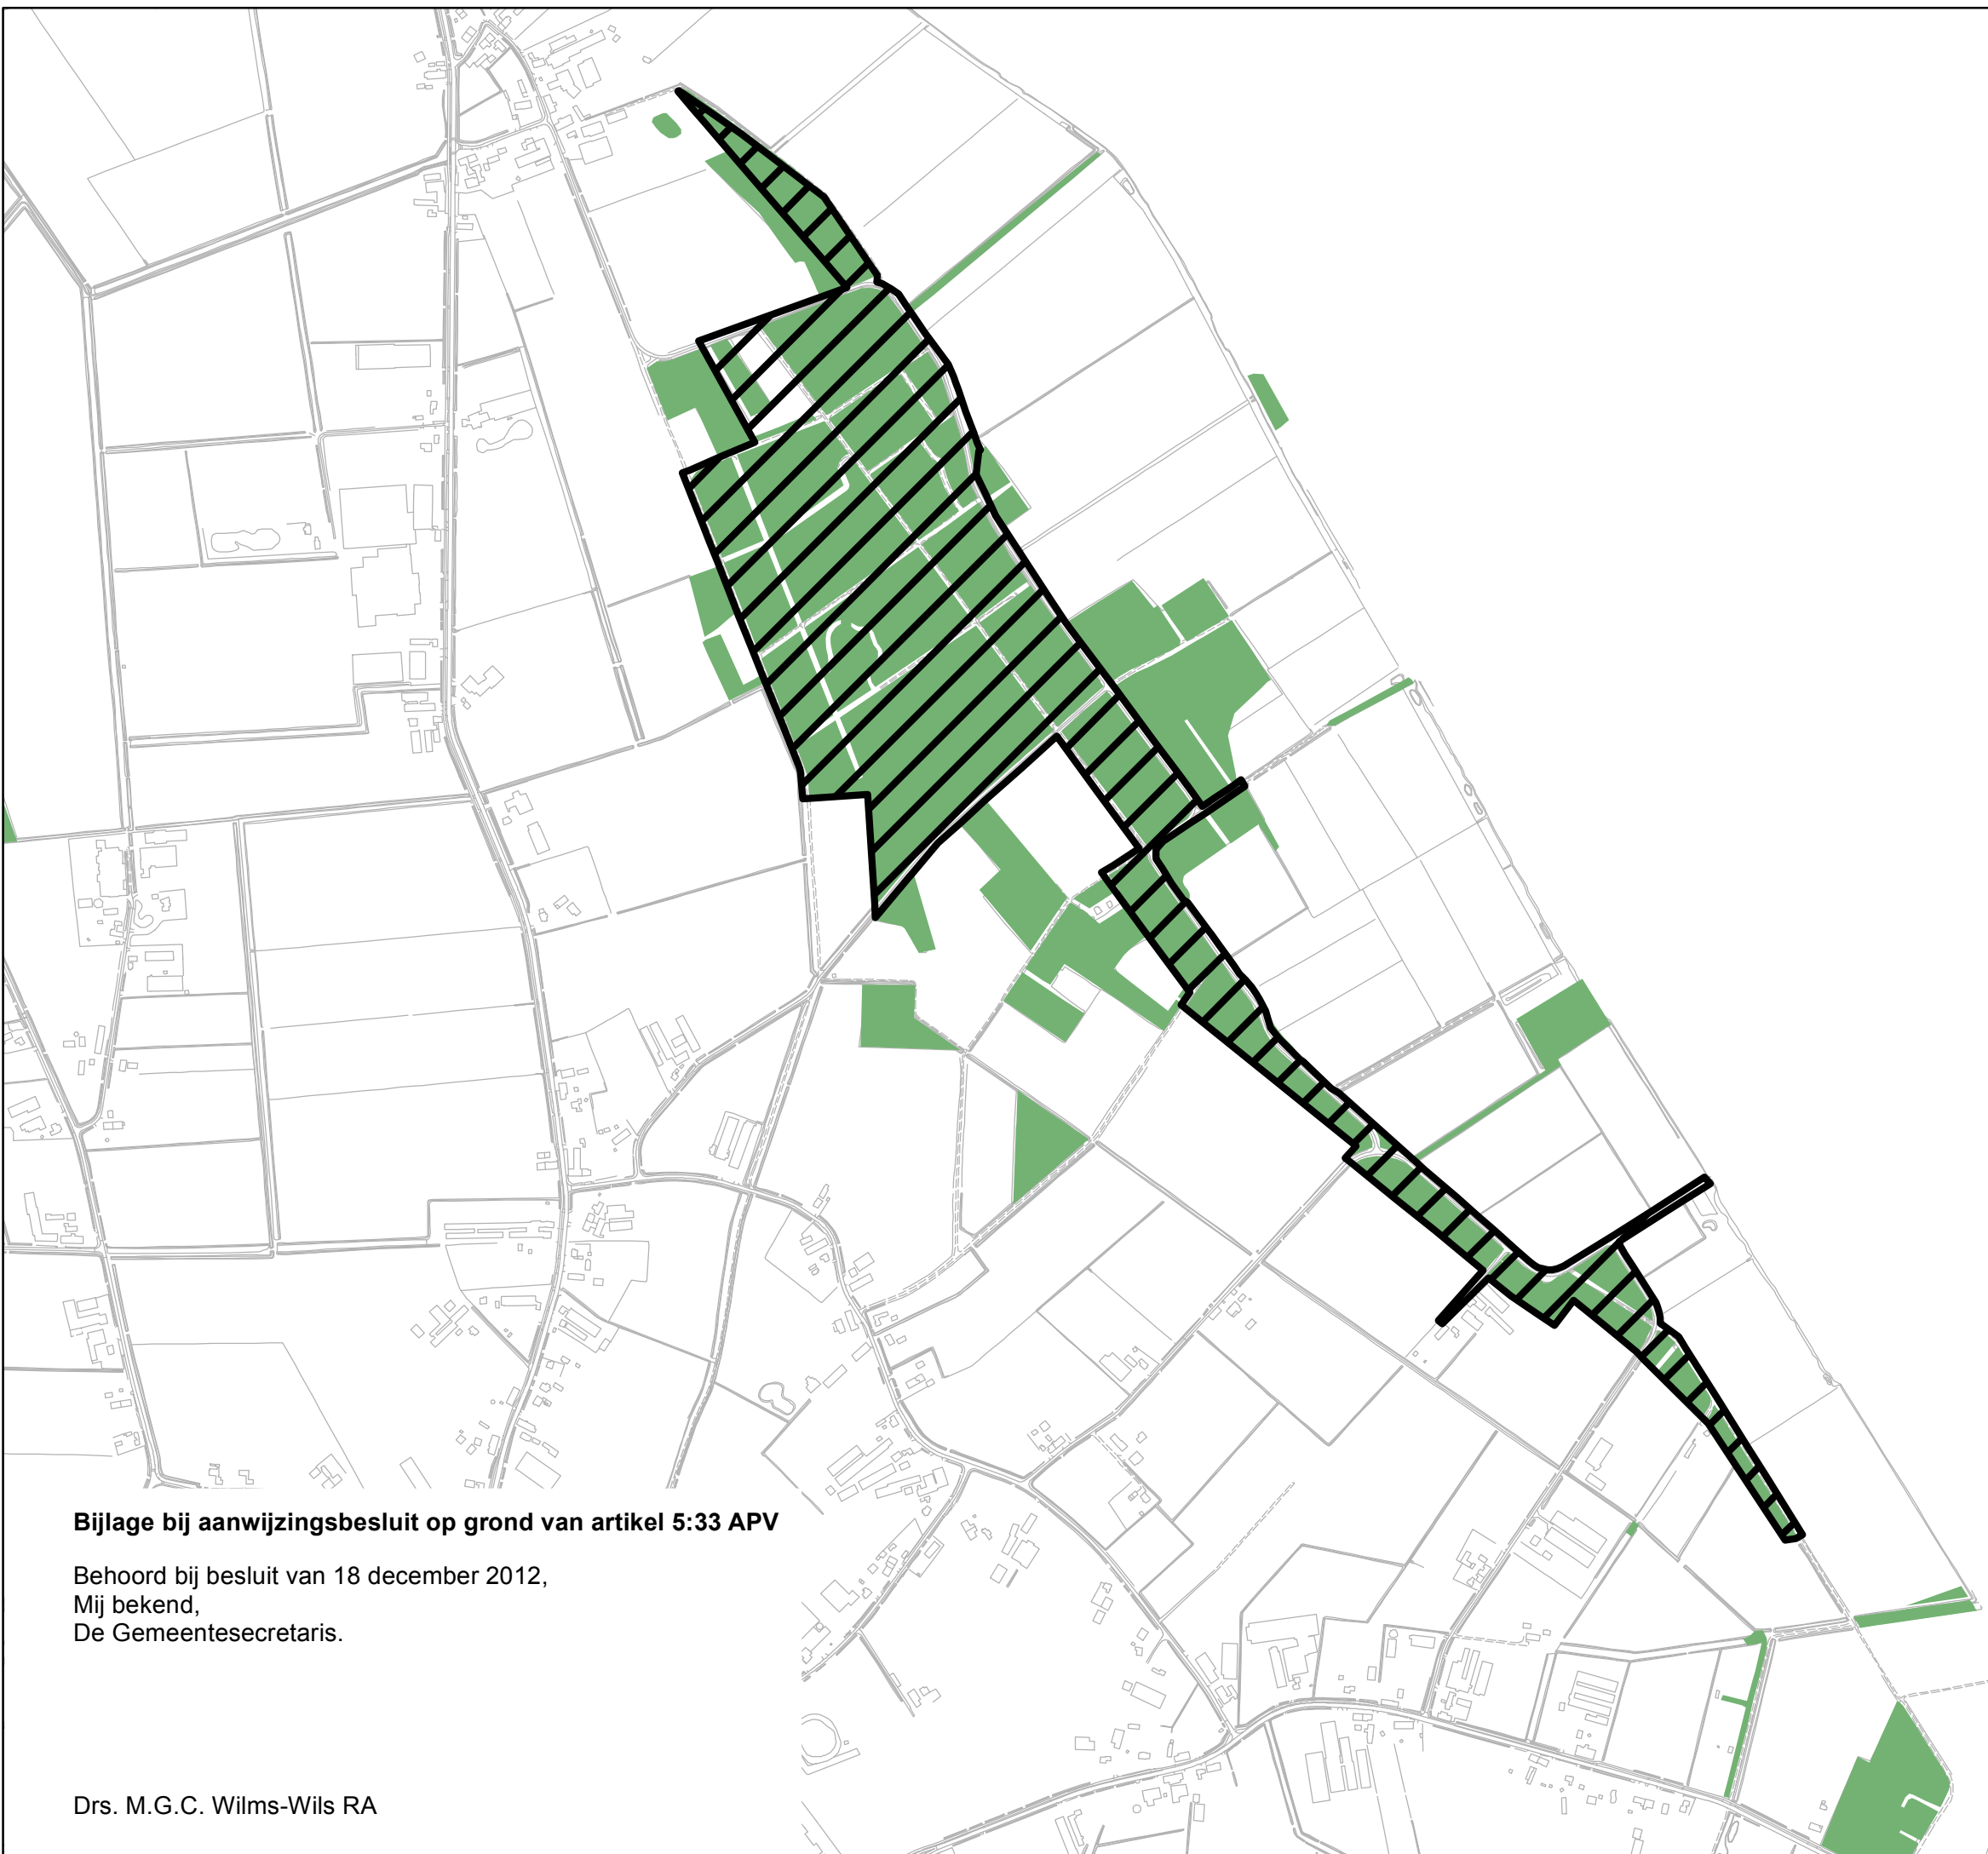 Bijlage bij aanwijzingsbesluit op grond van artikel 5:33 APV
Behoord bij besluit van 18 december 2012,
Mij bekend,
De Gemeentesecretaris.
Drs. M.G.C. Wilms-Wils RA